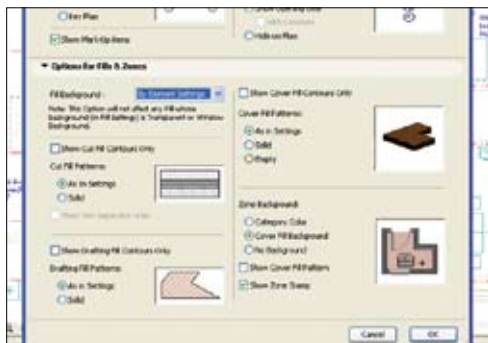 Show Mark-Up Items
Hide on Plan
Options for Fills & Zones
Fill Background:
By Element Settings
Note: This Option will not affect any Fill whose
Background (in Fill Settings) is Transparent or Window
Background.
Show Cut Fill Contours Only
Cut Fill Patterns:
As in Settings
Solid
Show Drafting Fill Contours Only
Drafting Fill Patterns:
As in Settings
Solid
Show Cover Fill Contours Only
Cover Fill Patterns:
As in Settings
Solid
Empty
Zone Background:
Category Color
Cover Fill Background
No Background
Show Cover Fill Pattern
Show Zone Stamp
Cancel
OK